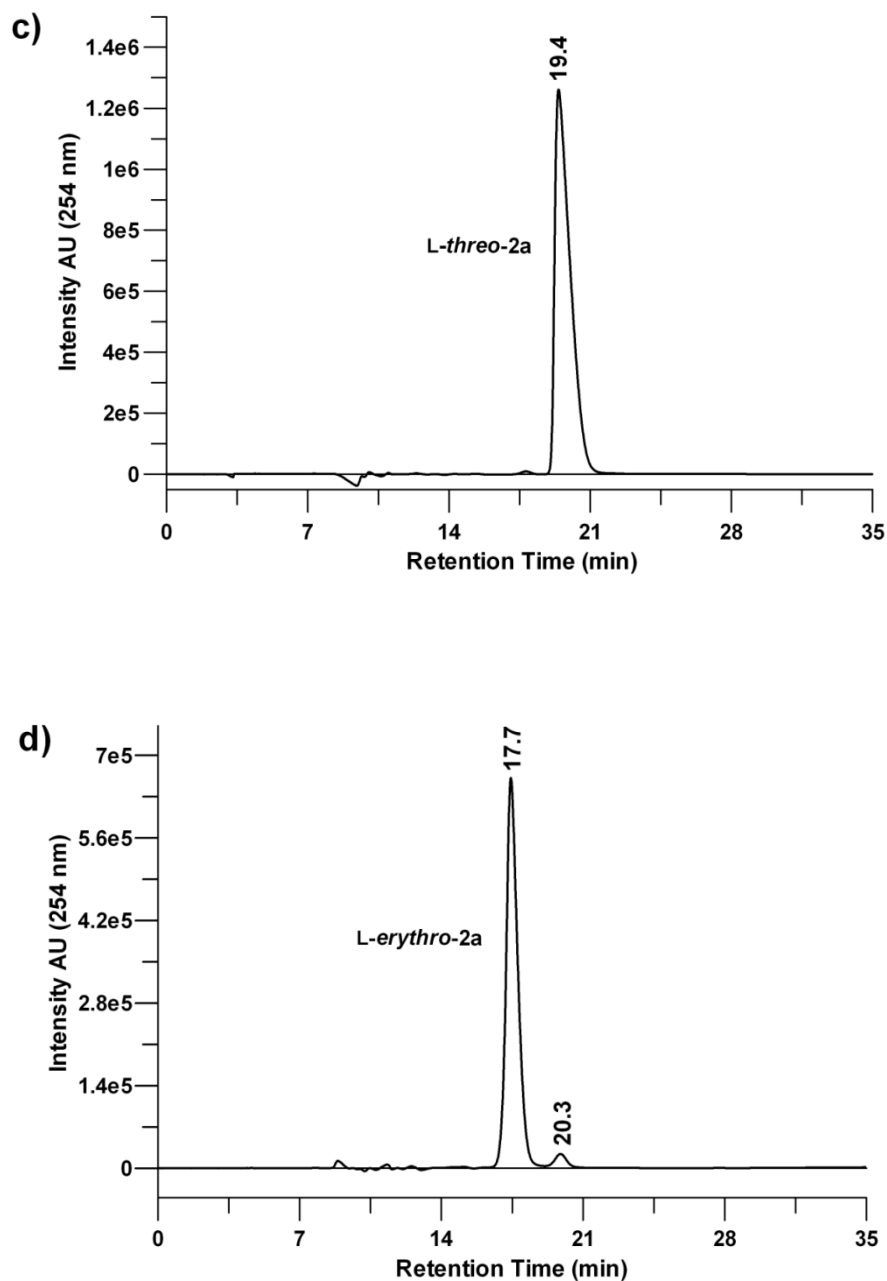 c)
19.4
1.4e6
1.2e6
1e6
8e5
6e5
4e5
2e5
0
Intensity AU (254 nm)
L-threo-2a
0 7 14 21 28 35
Retention Time (min)
d)
17.7
7e5
5.6e5
4.2e5
2.8e5
1.4e5
0
Intensity AU (254 nm)
L-erythro-2a
20.3
0 7 14 21 28 35
Retention Time (min)